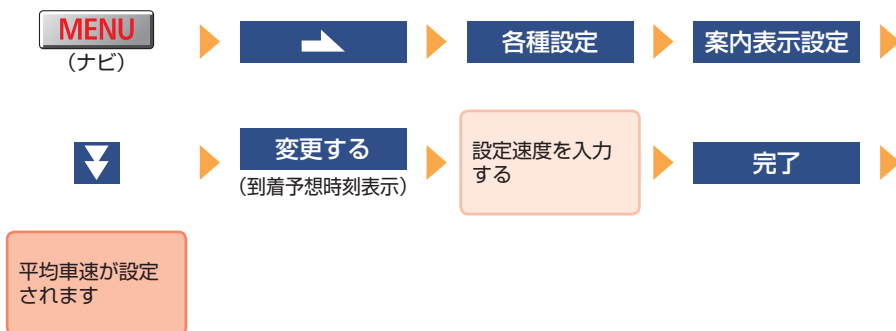 MENU
(ナビ)
各種設定
案内表示設定
変更する
(到着予想時刻表示)
設定速度を入力
する
完了
平均車速が設定
されます